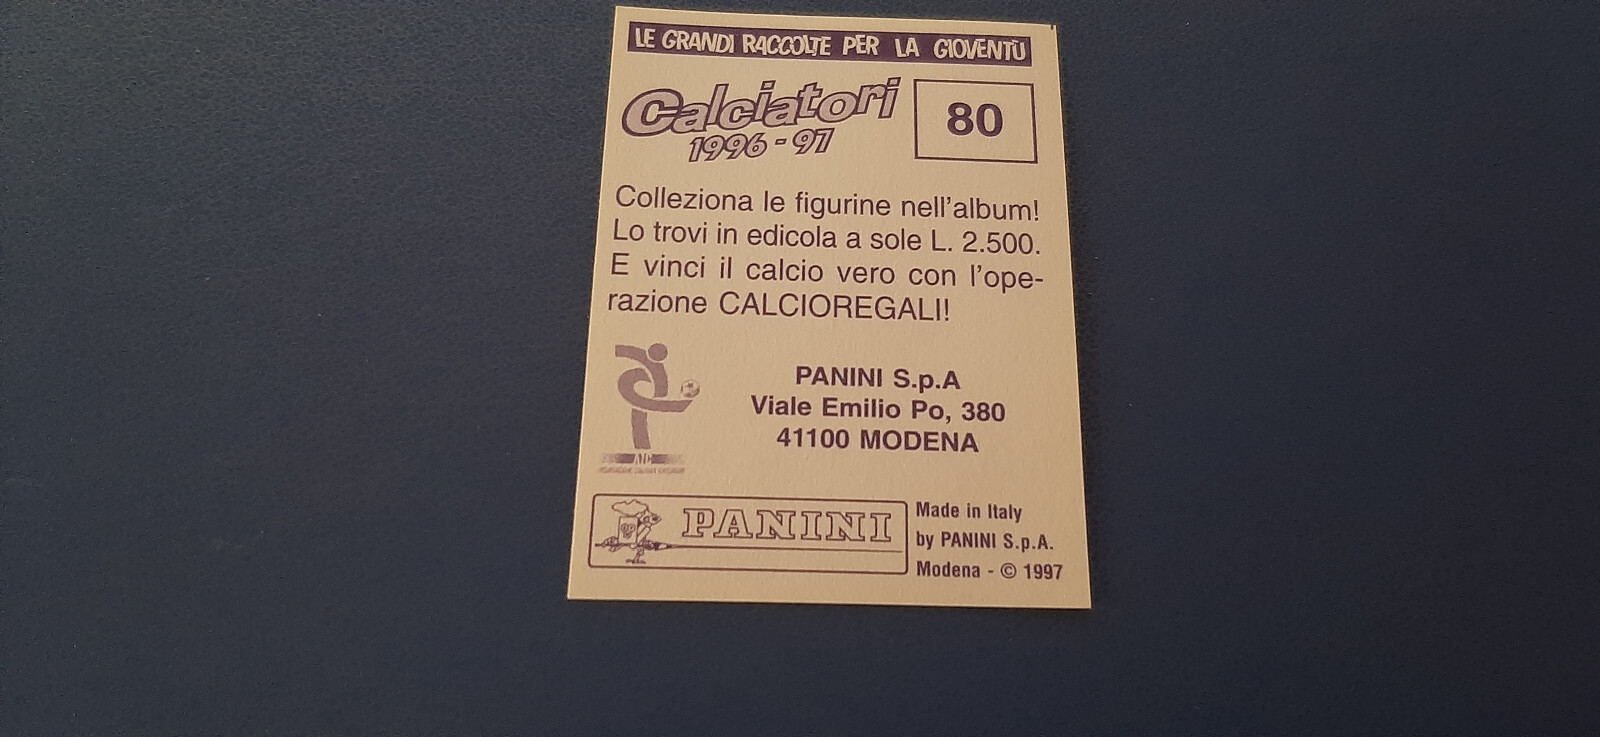 LE GRANDI RACCOLTE PER LA GIOVENTÙ
Calciatori
1996-97
80
Colleziona le figurine nell'album!
Lo trovi in edicola a sole L. 2.500.
E vinci il calcio vero con l'ope-
razione CALCIOREGALI!
PANINI S.p.A
Viale Emilio Po, 380
41100 MODENA
AIC
PANINI
Made in Italy
by PANINI S.p.A.
Modena - © 1997